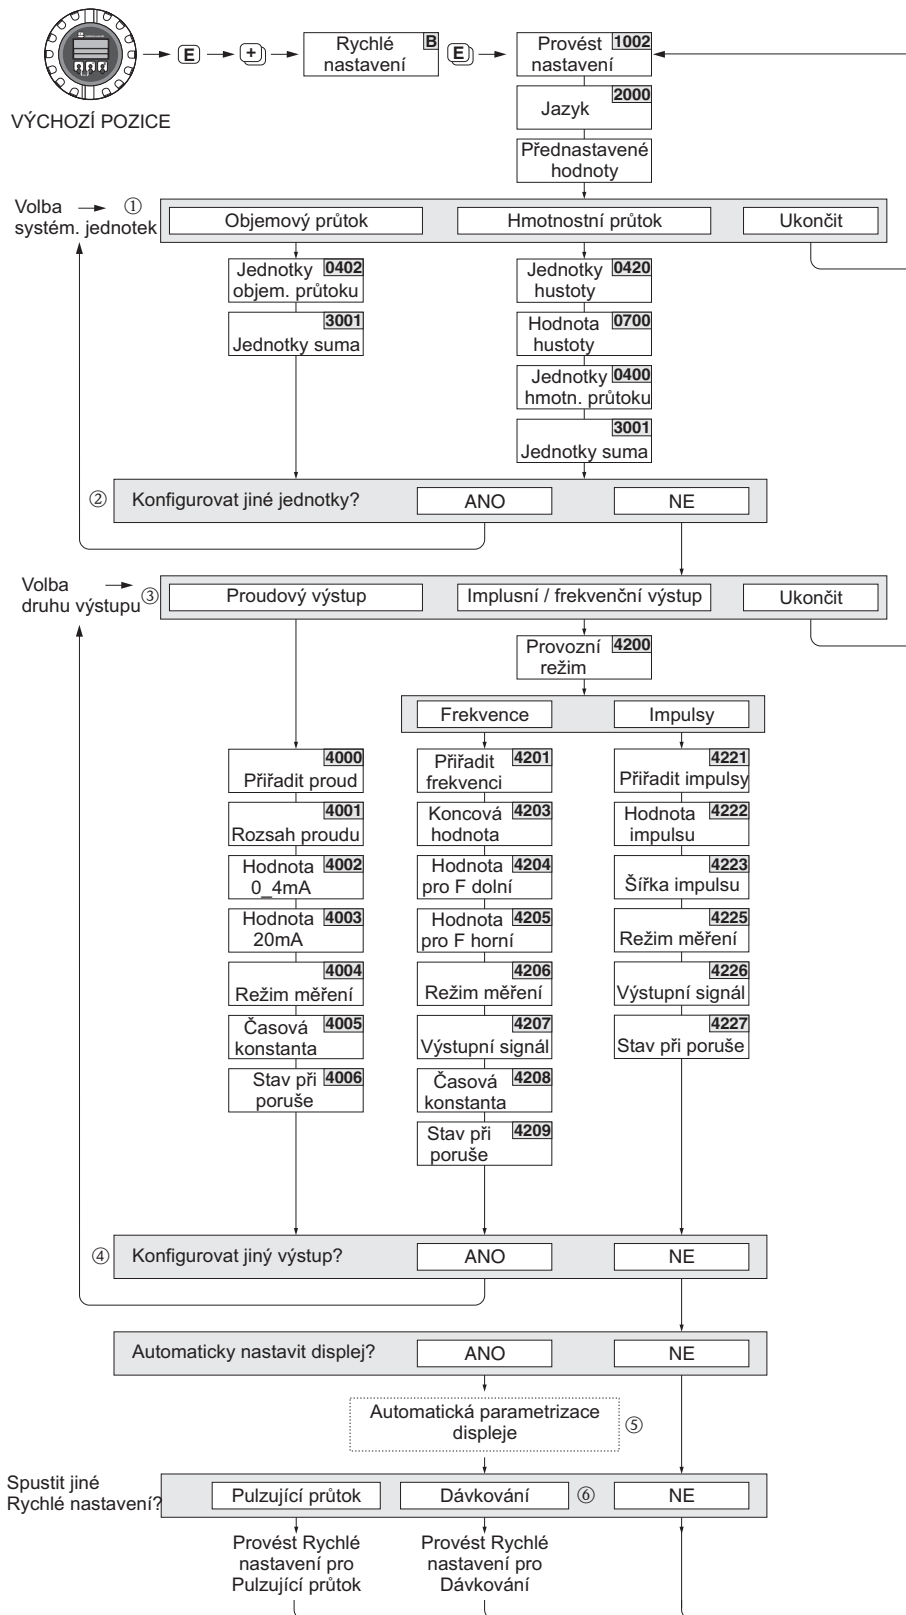 E
+
Rychlé
nastavení
B
E
Provést
nastavení
1002
VÝCHOZÍ POZICE
Jazyk
2000
Přednastavené
hodnoty
Volba
systém. jednotek
①
Objemový průtok
Hmotnostní průtok
Ukončit
Jednotky
objem. průtoku
0402
3001
Jednotky suma
Jednotky
hustoty
0420
Hodnota
hustoty
0700
Jednotky
hmotn. průtoku
0400
3001
Jednotky suma
②
Konfigurovat jiné jednotky?
ANO
NE
Volba
druhu výstupu
③
Proudový výstup
Implusní / frekvenční výstup
Ukončit
Provozní
režim
4200
Frekvence
Impulsy
4000
Přiřadit proud
4001
Rozsah proudu
Hodnota
0_4mA
4002
Hodnota
20mA
4003
4004
Režim měření
Časová
konstanta
4005
Stav při
poruše
4006
Přiřadit
frekvenci
4201
Koncová
hodnota
4203
Hodnota
pro F dolní
4204
Hodnota
pro F horní
4205
4206
Režim měření
4207
Výstupní signál
Časová
konstanta
4208
Stav při
poruše
4209
4221
Přiřadit impulsy
Hodnota
impulsu
4222
4223
Šířka impulsu
4225
Režim měření
4226
Výstupní signál
4227
Stav při poruše
④
Konfigurovat jiný výstup?
ANO
NE
Automaticky nastavit displej?
ANO
NE
Automatická parametrizace
displeje
⑤
Spustit jiné
Rychlé nastavení?
Pulzující průtok
Dávkování
⑥
NE
Provést Rychlé
nastavení pro
Pulzující průtok
Provést Rychlé
nastavení pro
Dávkování